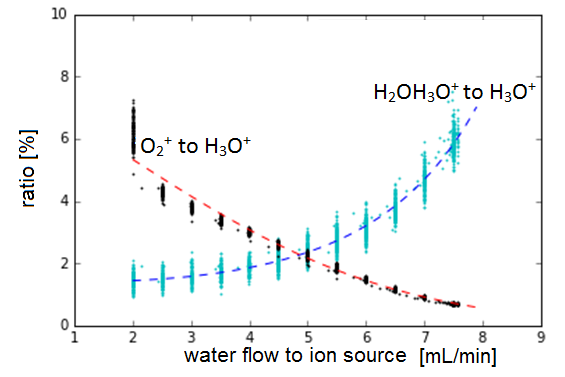 10
8
6
4
2
0
ratio [%]
H₂OH₃O⁺ to H₃O⁺
O₂⁺ to H₃O⁺
1 2 3 4 5 6 7 8 9
water flow to ion source [mL/min]